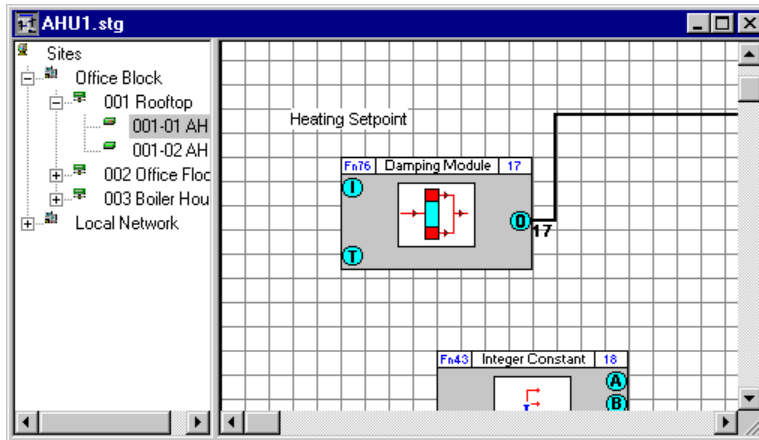 AHU1.stg
Sites
Office Block
001 Rooftop
001-01 AH
001-02 AH
002 Office Floc
003 Boiler Hou
Local Network
Heating Setpoint
Fn76 Damping Module 17
I
O
17
T
Fn43 Integer Constant 18
A
B